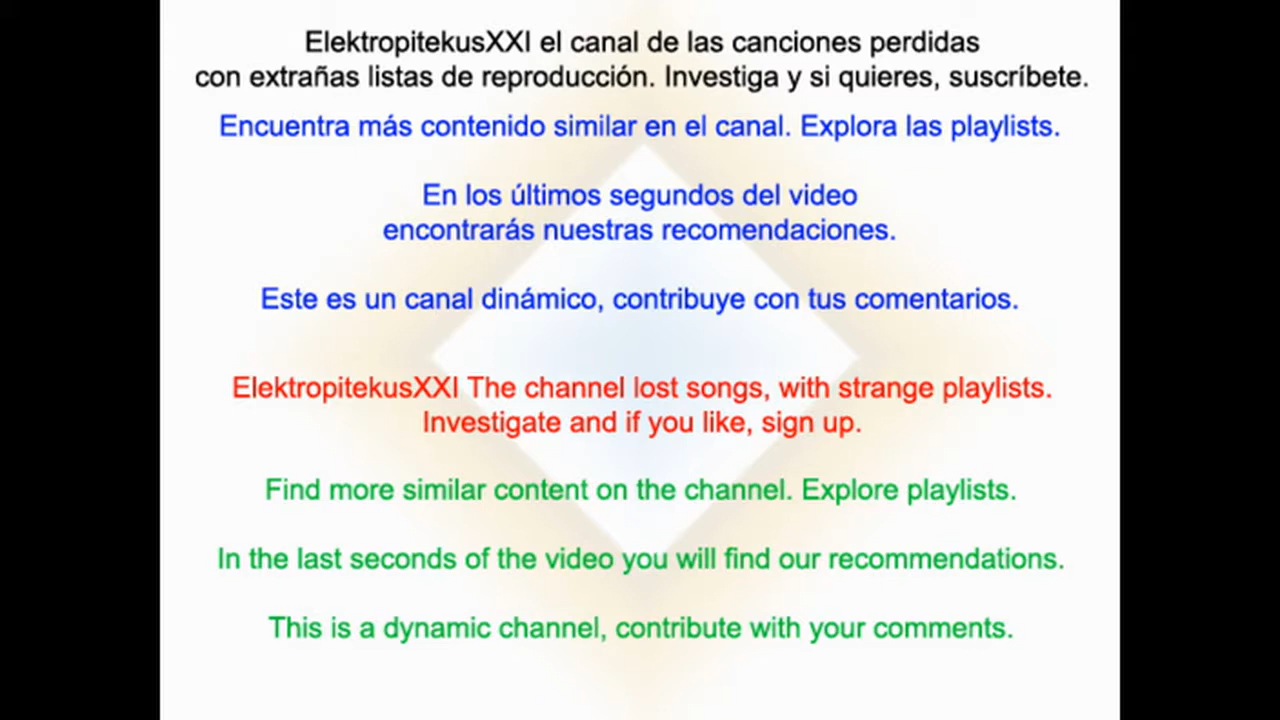 ElektropitekusXXI el canal de las canciones perdidas
con extrañas listas de reproducción. Investiga y si quieres, suscríbete.
Encuentra más contenido similar en el canal. Explora las playlists.
En los últimos segundos del video
encontrarás nuestras recomendaciones.
Este es un canal dinámico, contribuye con tus comentarios.
ElektropitekusXXI The channel lost songs, with strange playlists.
Investigate and if you like, sign up.
Find more similar content on the channel. Explore playlists.
In the last seconds of the video you will find our recommendations.
This is a dynamic channel, contribute with your comments.